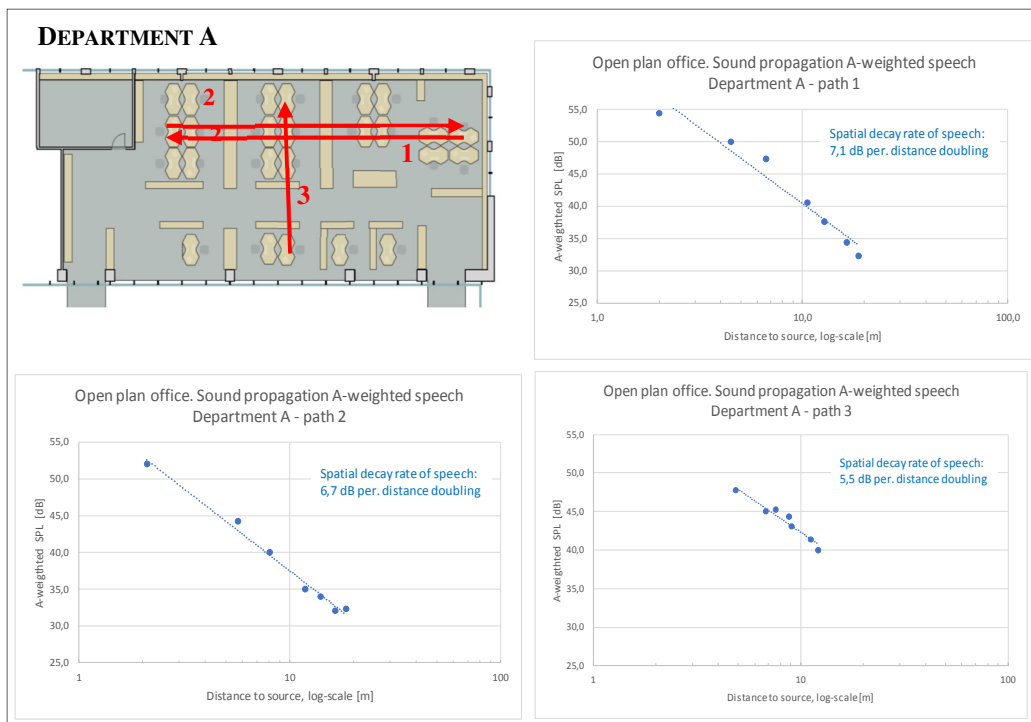 DEPARTMENT A
2
2
1
3
Open plan office. Sound propagation A-weighted speech
Department A - path 1
55,0
50,0
45,0
40,0
35,0
30,0
25,0
A-weigthted SPL [dB]
Spatial decay rate of speech:
7,1 dB per. distance doubling
1,0
10,0
100,0
Distance to source, log-scale [m]
Open plan office. Sound propagation A-weighted speech
Department A - path 2
55,0
50,0
45,0
40,0
35,0
30,0
25,0
A-weigthted SPL [dB]
Spatial decay rate of speech:
6,7 dB per. distance doubling
1
10
100
Distance to source, log-scale [m]
Open plan office. Sound propagation A-weighted speech
Department A - path 3
55,0
50,0
45,0
40,0
35,0
30,0
25,0
A-weigthted SPL [dB]
Spatial decay rate of speech:
5,5 dB per. distance doubling
1
10
100
Distance to source, log-scale [m]